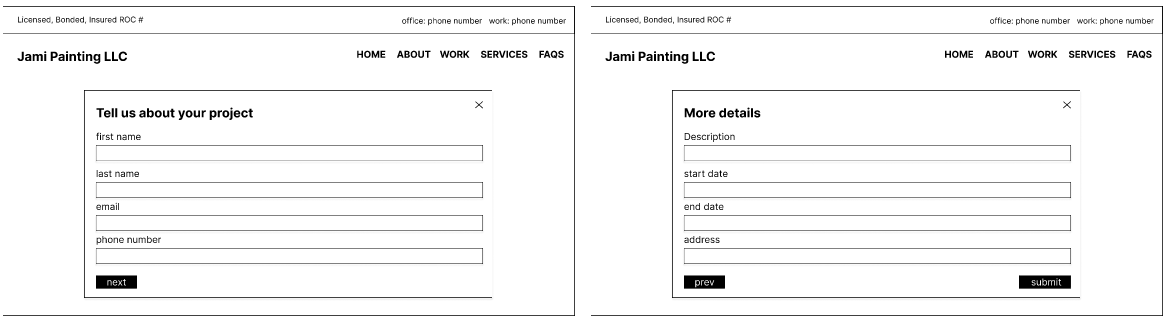 Licensed, Bonded, Insured ROC # office: phone number work: phone number
Jami Painting LLC HOME ABOUT WORK SERVICES FAQS
Tell us about your project
first name
last name
email
phone number
next
Licensed, Bonded, Insured ROC # office: phone number work: phone number
Jami Painting LLC HOME ABOUT WORK SERVICES FAQS
More details
Description
start date
end date
address
prev submit